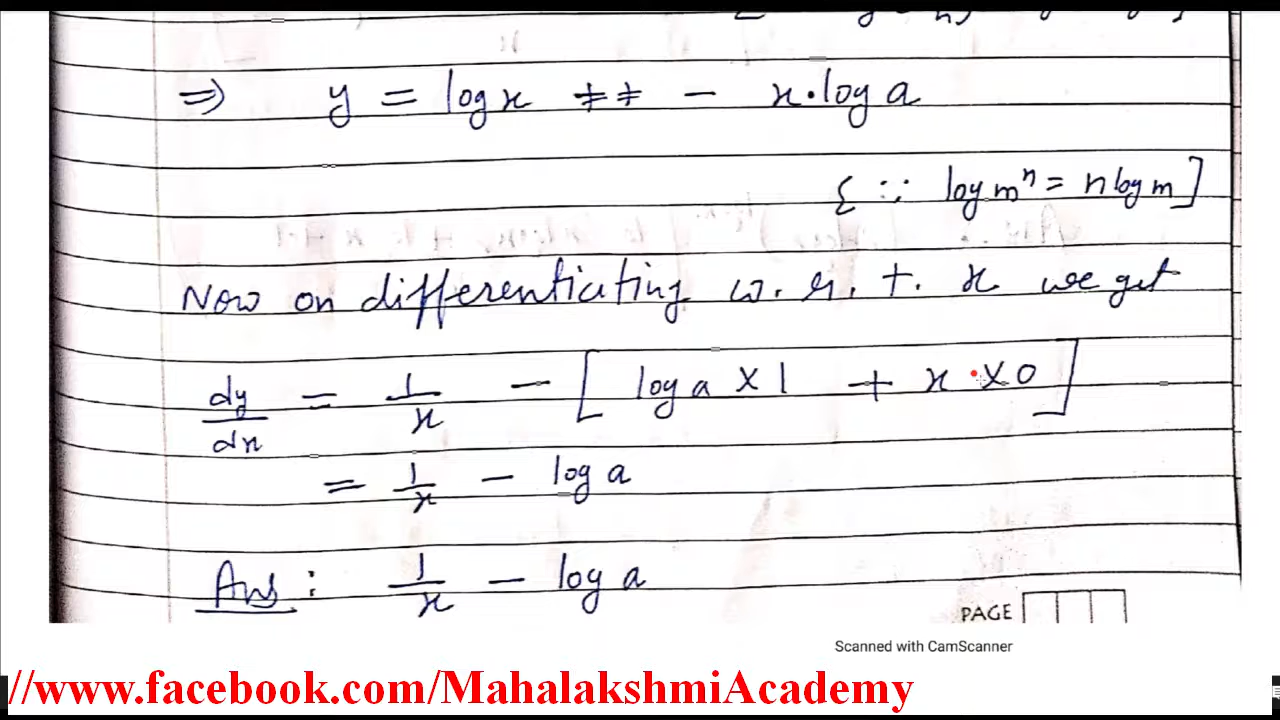 ⇒ y = log x - x·log a
{ ∵ log mⁿ = n log m ]
Now on differenticiting w.r.t. x we get
dy/dx = 1/x - [ log a × 1 + x × 0 ]
= 1/x - log a
Ans : 1/x - log a
PAGE
Scanned with CamScanner
//www.facebook.com/MahalakshmiAcademy